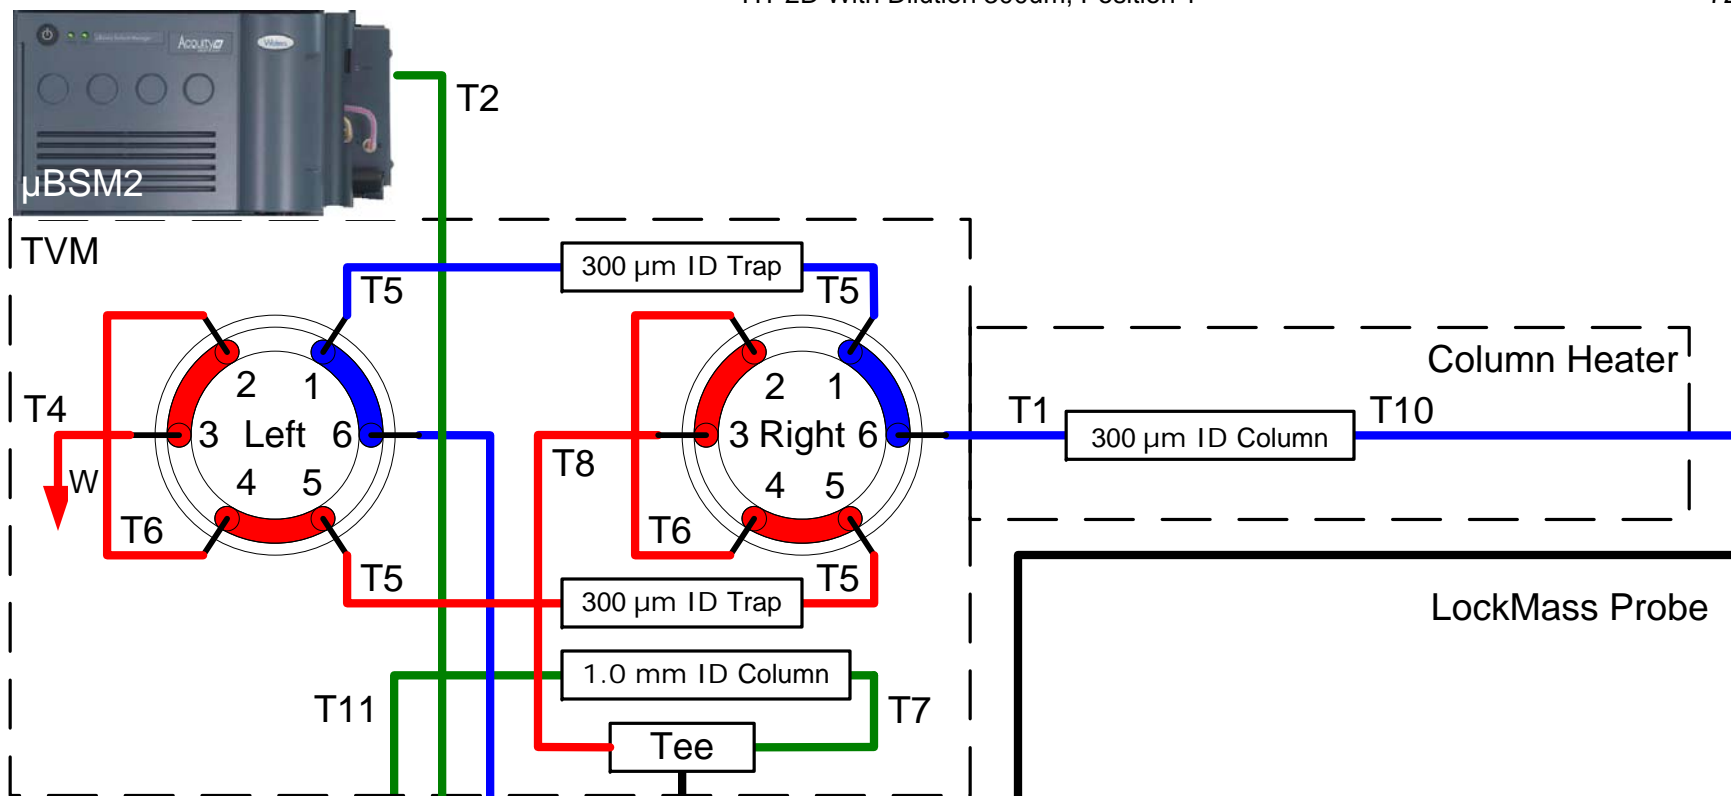 µBSM2
Acquity
Waters
T2
TVM
T5
300 µm ID Trap
T5
Column Heater
2 1
2 1
T4
T1
300 µm ID Column
T10
3 Left 6
3 Right 6
W
T8
4 5
4 5
T6
T6
T5
300 µm ID Trap
T5
LockMass Probe
T11
1.0 mm ID Column
T7
Tee